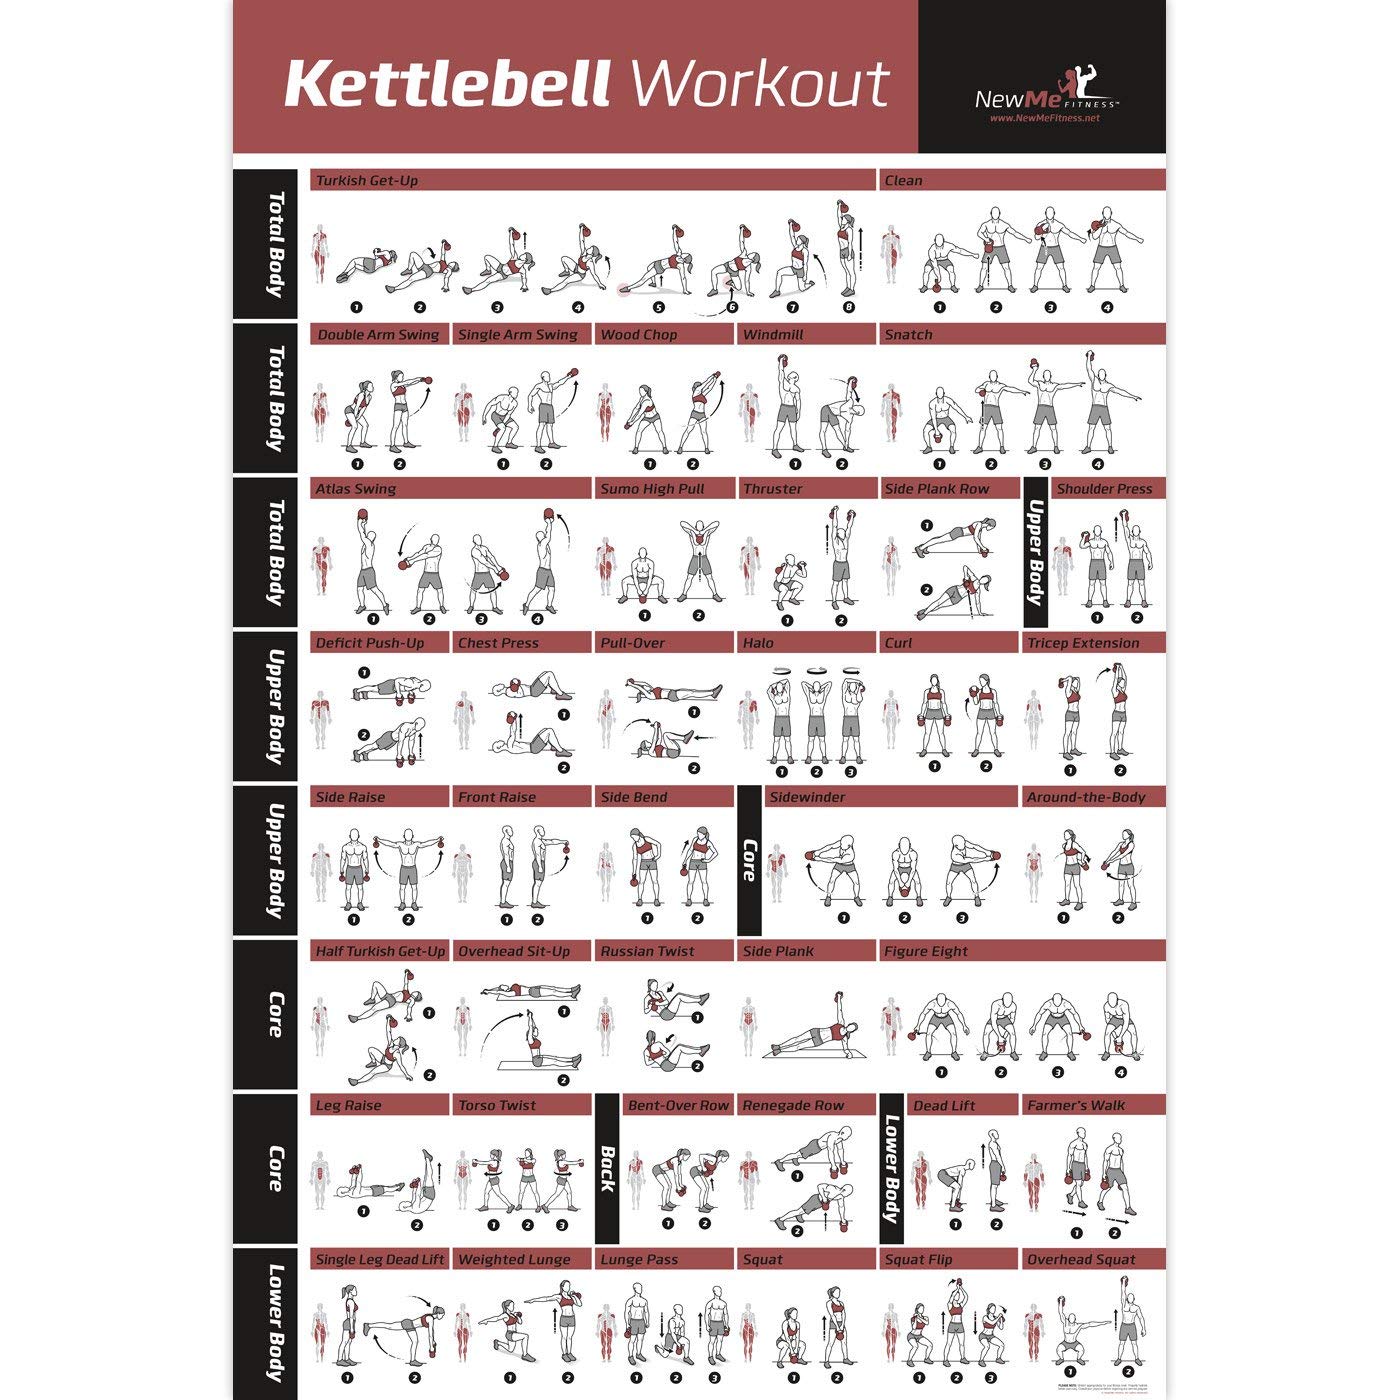 Kettlebell Workout
NewMe FITNESS™
www.NewMeFitness.net
Total Body
Turkish Get-Up
1 2 3 4 5 6 7 8
Clean
1 2 3 4
Total Body
Double Arm Swing
1 2
Single Arm Swing
1 2
Wood Chop
1 2
Windmill
1 2
Snatch
1 2 3 4
Total Body
Atlas Swing
1 2 3 4
Sumo High Pull
1 2
Thruster
1 2
Side Plank Row
1
2
Upper Body
Shoulder Press
1 2
Upper Body
Deficit Push-Up
1
2
Chest Press
1
2
Pull-Over
1
2
Halo
1 2 3
Curl
1 2
Tricep Extension
1 2
Upper Body
Side Raise
1 2
Front Raise
1 2
Side Bend
1 2
Core
Sidewinder
1 2 3
Around-the-Body
1 2
Core
Half Turkish Get-Up
1
2
Overhead Sit-Up
1
2
Russian Twist
1
2
Side Plank
Figure Eight
1 2 3 4
Core
Leg Raise
1 2
Torso Twist
1 2 3
Back
Bent-Over Row
1 2
Renegade Row
1
2
Lower Body
Dead Lift
1 2
Farmer's Walk
1 2
Lower Body
Single Leg Dead Lift
1 2
Weighted Lunge
1 2
Lunge Pass
1 2 3
Squat
1 2
Squat Flip
1 2 3
Overhead Squat
1 2